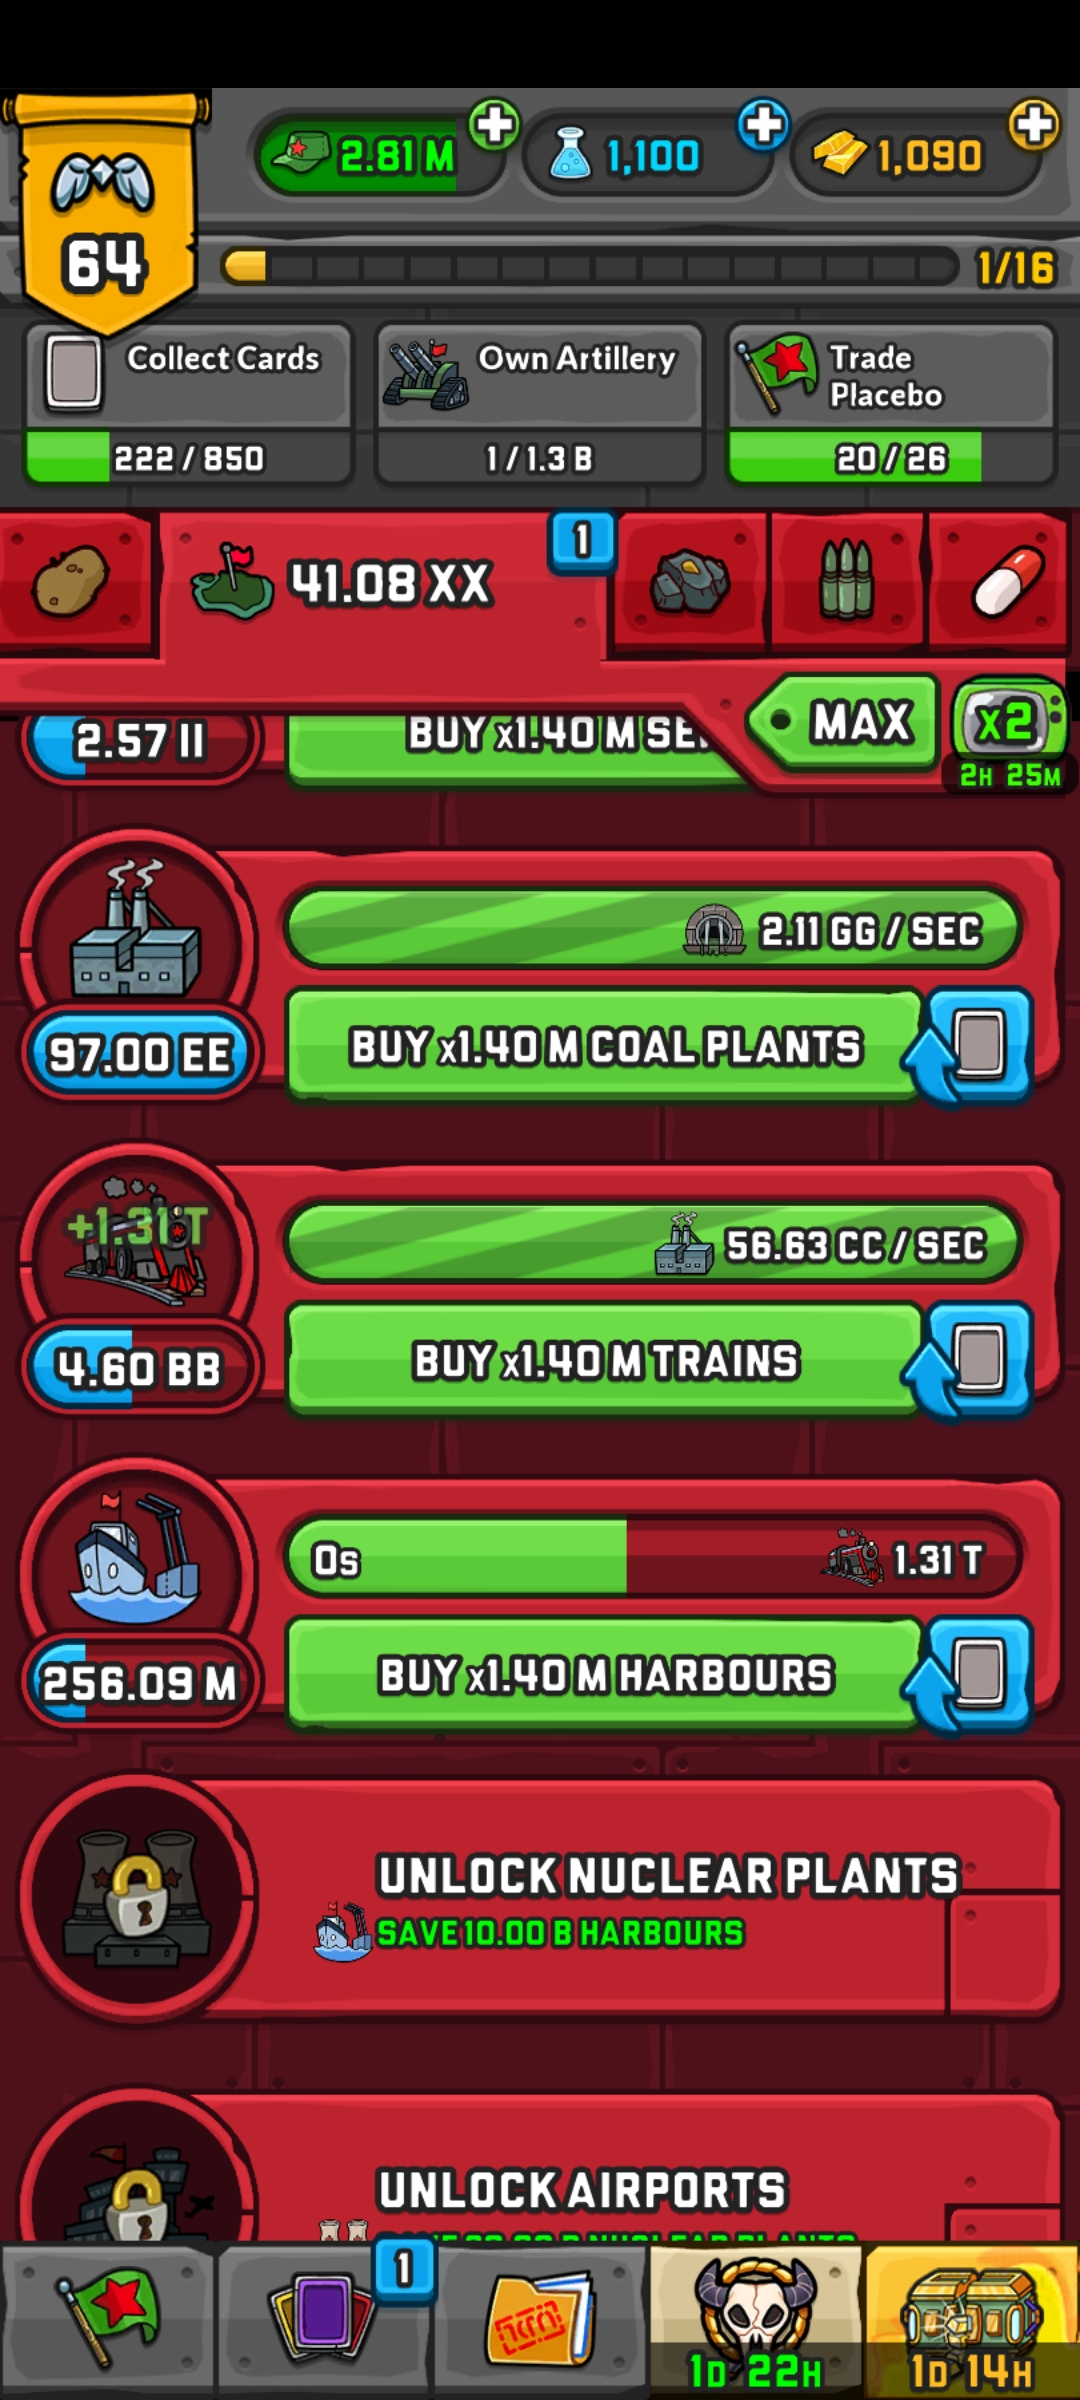 2.81 M
1,100
1,090
64
1/16
Collect Cards
222 / 850
Own Artillery
1 / 1.3 B
Trade
Placebo
20 / 26
41.08 XX
1
MAX
X2
2H 25M
2.57 II
BUY x1.40 M
2.11 GG / SEC
97.00 EE
BUY x1.40 M COAL PLANTS
+1.31 T
56.63 CC / SEC
4.60 BB
BUY x1.40 M TRAINS
0s
1.31 T
256.09 M
BUY x1.40 M HARBOURS
UNLOCK NUCLEAR PLANTS
SAVE 10.00 B HARBOURS
UNLOCK AIRPORTS
NUCLEAR PLANTS
1
1D 22H
1D 14H